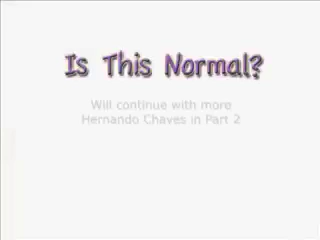 Is This Normal?
Will continue with more
Hernando Chaves in Part 2